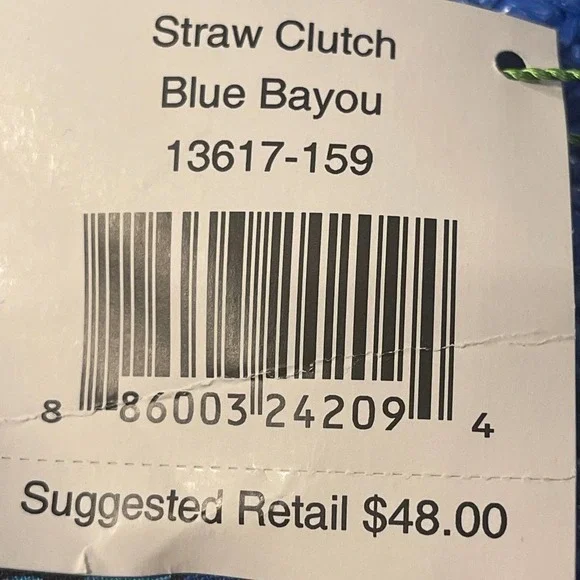 Straw Clutch
Blue Bayou
13617-159
8 86003 24209 4
Suggested Retail $48.00